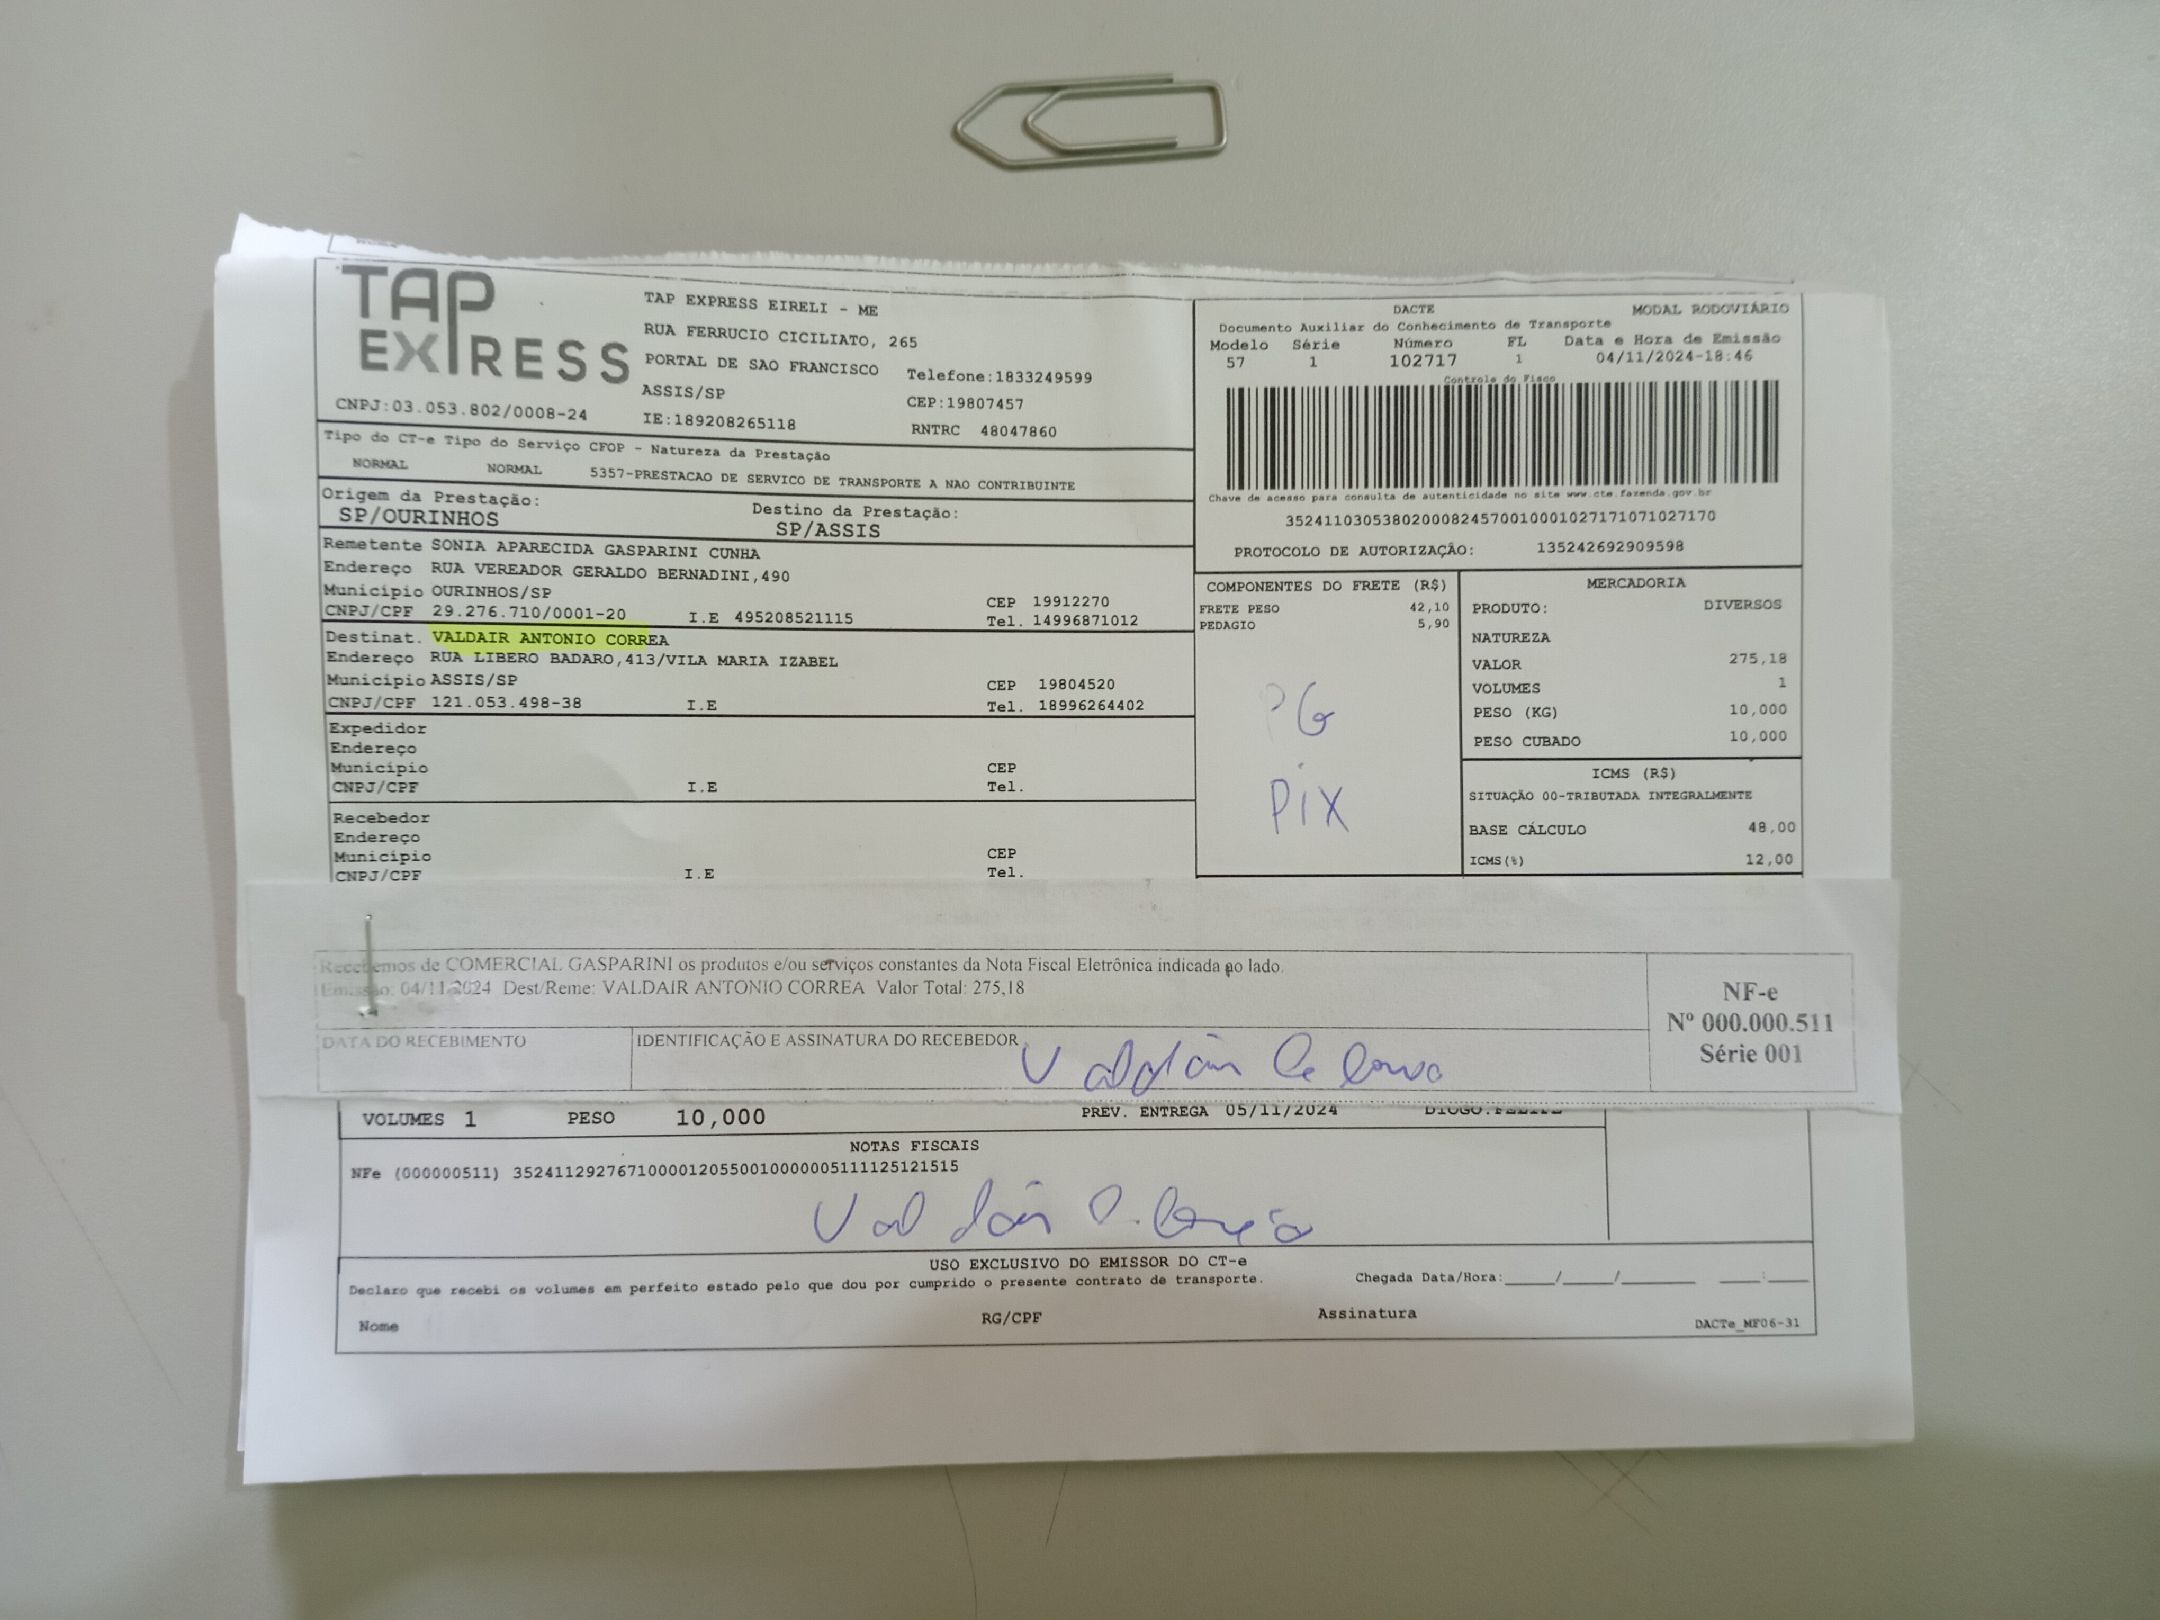 TAP
EXPRESS
CNPJ:03.053.802/0008-24
TAP EXPRESS EIRELI - ME
RUA FERRUCIO CICILIATO, 265
PORTAL DE SAO FRANCISCO
Telefone:1833249599
ASSIS/SP
CEP:19807457
IE:189208265118
RNTRC 48047860
DACTE
MODAL RODOVIÁRIO
Documento Auxiliar do Conhecimento de Transporte
Modelo Série Número FL Data e Hora de Emissão
57 1 102717 1 04/11/2024-18:46
Controle do Fisco
Chave de acesso para consulta de autenticidade no site www.cte.fazenda.gov.br
35241103053802000824570010001027171071027170
PROTOCOLO DE AUTORIZAÇÃO: 135242692909598
Tipo do CT-e Tipo do Serviço CFOP - Natureza da Prestação
NORMAL NORMAL 5357-PRESTACAO DE SERVICO DE TRANSPORTE A NAO CONTRIBUINTE
Origem da Prestação: Destino da Prestação:
SP/OURINHOS SP/ASSIS
Remetente SONIA APARECIDA GASPARINI CUNHA
Endereço RUA VEREADOR GERALDO BERNADINI,490
Município OURINHOS/SP CEP 19912270
CNPJ/CPF 29.276.710/0001-20 I.E 495208521115 Tel. 14996871012
Destinat. VALDAIR ANTONIO CORREA
Endereço RUA LIBERO BADARO,413/VILA MARIA IZABEL
Município ASSIS/SP CEP 19804520
CNPJ/CPF 121.053.498-38 I.E Tel. 18996264402
Expedidor
Endereço
Município CEP
CNPJ/CPF I.E Tel.
Recebedor
Endereço
Município CEP
CNPJ/CPF I.E Tel.
COMPONENTES DO FRETE (R$)
FRETE PESO 42,10
PEDAGIO 5,90
PG
PIX
MERCADORIA
PRODUTO: DIVERSOS
NATUREZA
VALOR 275,18
VOLUMES 1
PESO (KG) 10,000
PESO CUBADO 10,000
ICMS (R$)
SITUAÇÃO 00-TRIBUTADA INTEGRALMENTE
BASE CÁLCULO 48,00
ICMS(%) 12,00
Recebemos de COMERCIAL GASPARINI os produtos e/ou serviços constantes da Nota Fiscal Eletrônica indicada ao lado.
Emissão: 04/11/2024 Dest/Reme: VALDAIR ANTONIO CORREA Valor Total: 275,18
DATA DO RECEBIMENTO
IDENTIFICAÇÃO E ASSINATURA DO RECEBEDOR
NF-e
Nº 000.000.511
Série 001
VOLUMES 1 PESO 10,000 PREV. ENTREGA 05/11/2024 DIOGO.FELIPE
NOTAS FISCAIS
NFe (000000511) 35241129276710000120550010000005111125121515
USO EXCLUSIVO DO EMISSOR DO CT-e
Declaro que recebi os volumes em perfeito estado pelo que dou por cumprido o presente contrato de transporte.
Chegada Data/Hora:_____/_____/_______ ____:____
Nome RG/CPF Assinatura
DACTe_MF06-31